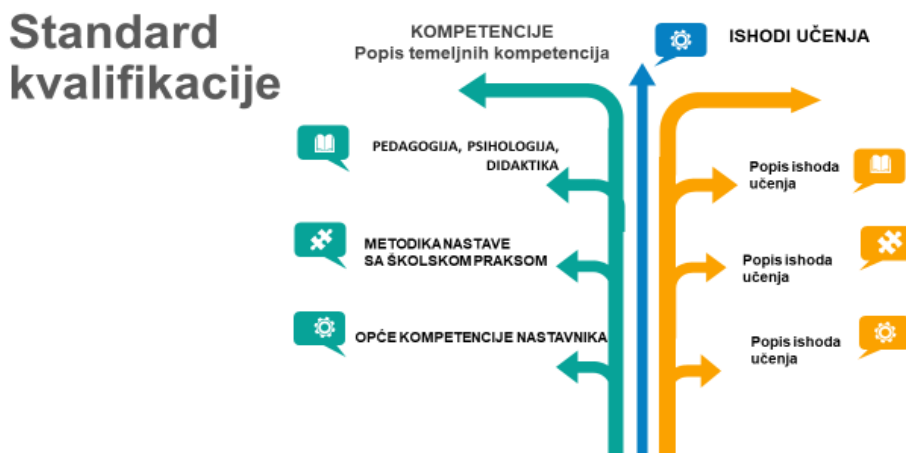 Standard
kvalifikacije
KOMPETENCIJE
Popis temeljnih kompetencija
ISHODI UČENJA
PEDAGOGIJA, PSIHOLOGIJA,
DIDAKTIKA
Popis ishoda
učenja
METODIKA NASTAVE
SA ŠKOLSKOM PRAKSOM
Popis ishoda
učenja
OPĆE KOMPETENCIJE NASTAVNIKA
Popis ishoda
učenja